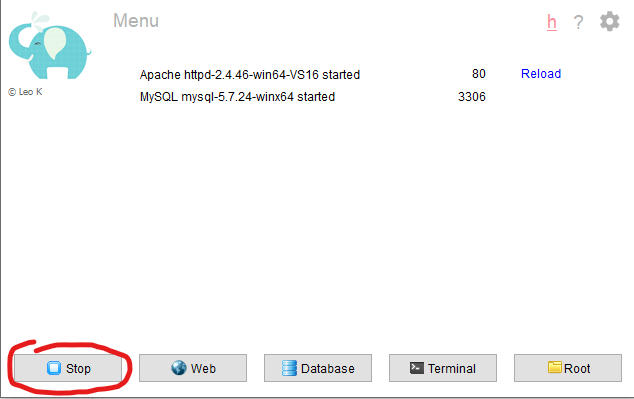 Menu
h ?
© Leo K
Apache httpd-2.4.46-win64-VS16 started 80 Reload
MySQL mysql-5.7.24-winx64 started 3306
Stop Web Database Terminal Root